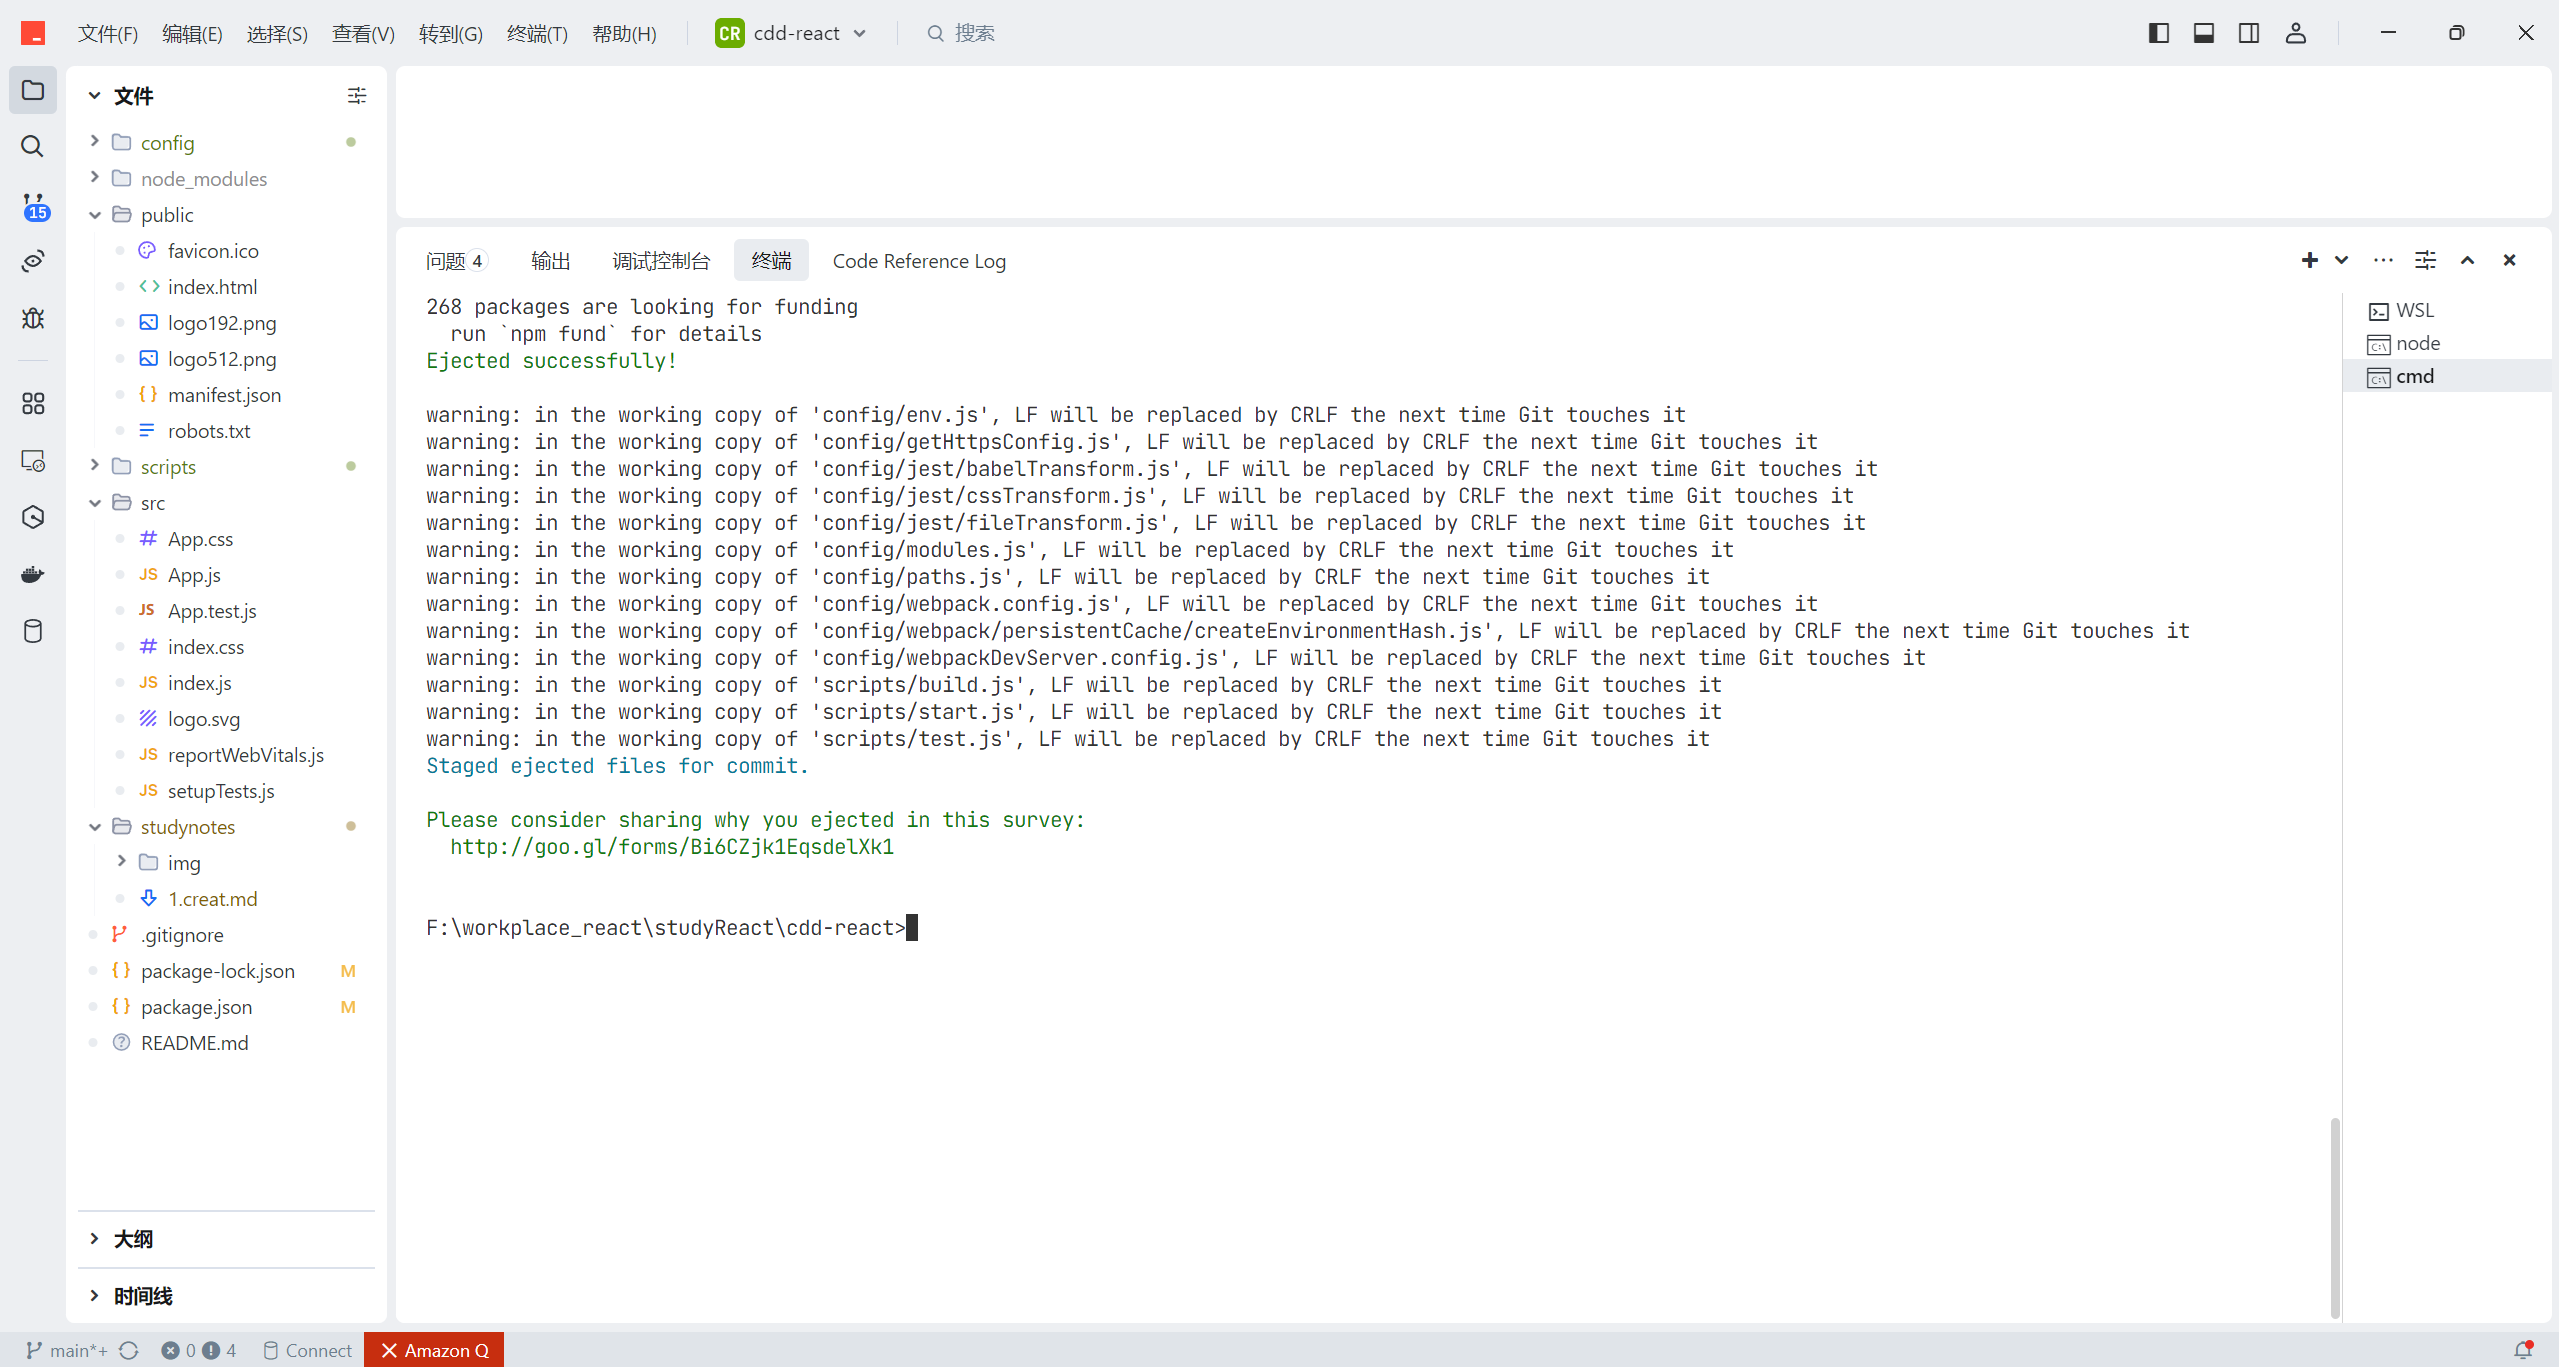 文件(F) 编辑(E) 选择(S) 查看(V) 转到(G) 终端(T) 帮助(H) CR cdd-react 搜索
文件
config
node_modules
public
favicon.ico
index.html
logo192.png
logo512.png
manifest.json
robots.txt
scripts
src
App.css
JS App.js
JS App.test.js
index.css
JS index.js
logo.svg
JS reportWebVitals.js
JS setupTests.js
studynotes
img
1.creat.md
.gitignore
package-lock.json M
package.json M
README.md
大纲
时间线
15
问题 4 输出 调试控制台 终端 Code Reference Log
268 packages are looking for funding
run `npm fund` for details
Ejected successfully!
warning: in the working copy of 'config/env.js', LF will be replaced by CRLF the next time Git touches it
warning: in the working copy of 'config/getHttpsConfig.js', LF will be replaced by CRLF the next time Git touches it
warning: in the working copy of 'config/jest/babelTransform.js', LF will be replaced by CRLF the next time Git touches it
warning: in the working copy of 'config/jest/cssTransform.js', LF will be replaced by CRLF the next time Git touches it
warning: in the working copy of 'config/jest/fileTransform.js', LF will be replaced by CRLF the next time Git touches it
warning: in the working copy of 'config/modules.js', LF will be replaced by CRLF the next time Git touches it
warning: in the working copy of 'config/paths.js', LF will be replaced by CRLF the next time Git touches it
warning: in the working copy of 'config/webpack.config.js', LF will be replaced by CRLF the next time Git touches it
warning: in the working copy of 'config/webpack/persistentCache/createEnvironmentHash.js', LF will be replaced by CRLF the next time Git touches it
warning: in the working copy of 'config/webpackDevServer.config.js', LF will be replaced by CRLF the next time Git touches it
warning: in the working copy of 'scripts/build.js', LF will be replaced by CRLF the next time Git touches it
warning: in the working copy of 'scripts/start.js', LF will be replaced by CRLF the next time Git touches it
warning: in the working copy of 'scripts/test.js', LF will be replaced by CRLF the next time Git touches it
Staged ejected files for commit.
Please consider sharing why you ejected in this survey:
http://goo.gl/forms/Bi6CZjk1EqsdelXk1
F:\workplace_react\studyReact\cdd-react>
WSL
node
cmd
main*+ 0 4 Connect Amazon Q